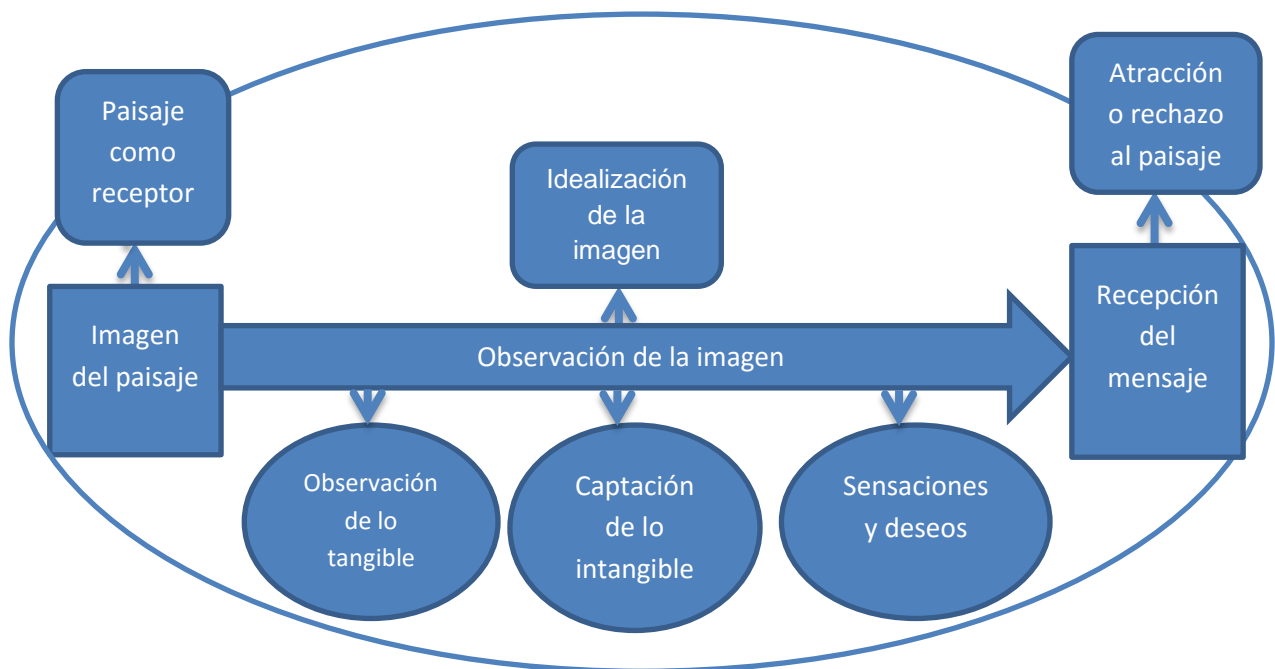 Paisaje
como
receptor
Atracción
o rechazo
al paisaje
Idealización
de la
imagen
Imagen
del paisaje
Observación de la imagen
Recepción
del
mensaje
Observación
de lo
tangible
Captación
de lo
intangible
Sensaciones
y deseos